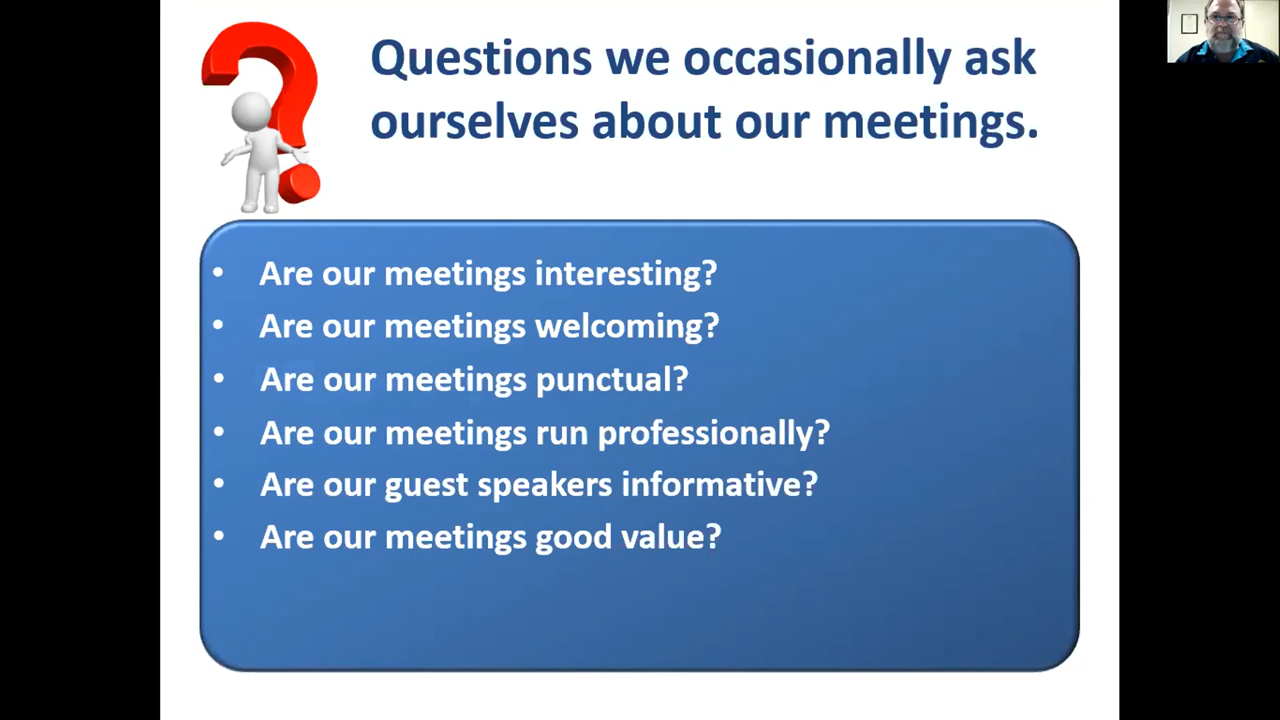 Questions we occasionally ask
ourselves about our meetings.
• Are our meetings interesting?
• Are our meetings welcoming?
• Are our meetings punctual?
• Are our meetings run professionally?
• Are our guest speakers informative?
• Are our meetings good value?